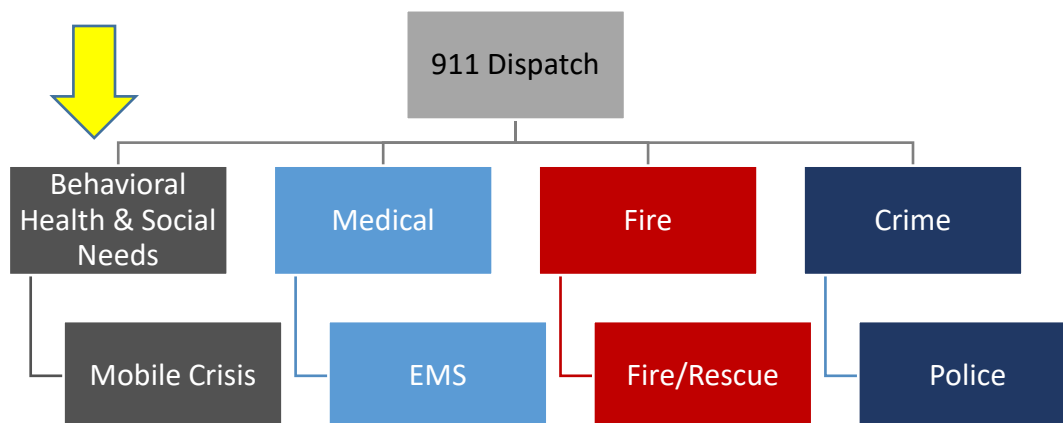 911 Dispatch
Behavioral
Health & Social
Needs
Medical
Fire
Crime
Mobile Crisis
EMS
Fire/Rescue
Police